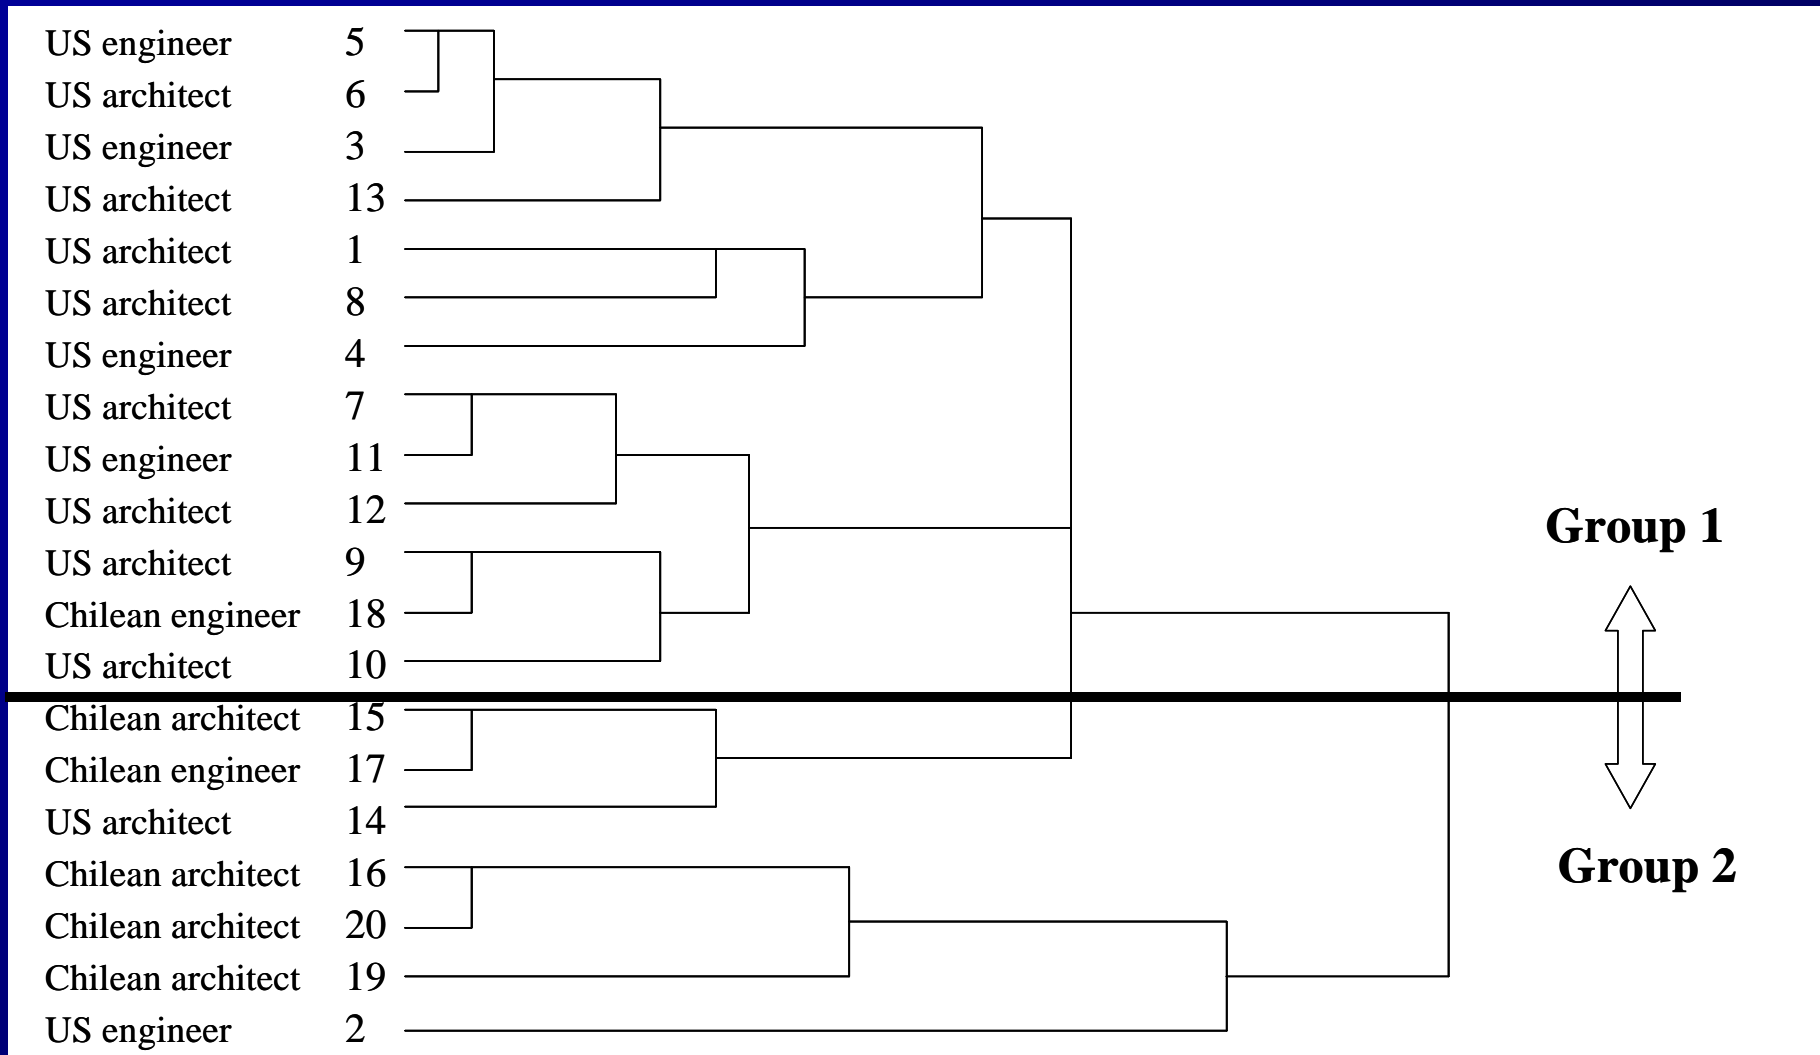 US engineer 5
US architect 6
US engineer 3
US architect 13
US architect 1
US architect 8
US engineer 4
US architect 7
US engineer 11
US architect 12
US architect 9
Group 1
Chilean engineer 18
US architect 10
Chilean architect 15
Chilean engineer 17
US architect 14
Chilean architect 16
Group 2
Chilean architect 20
Chilean architect 19
US engineer 2